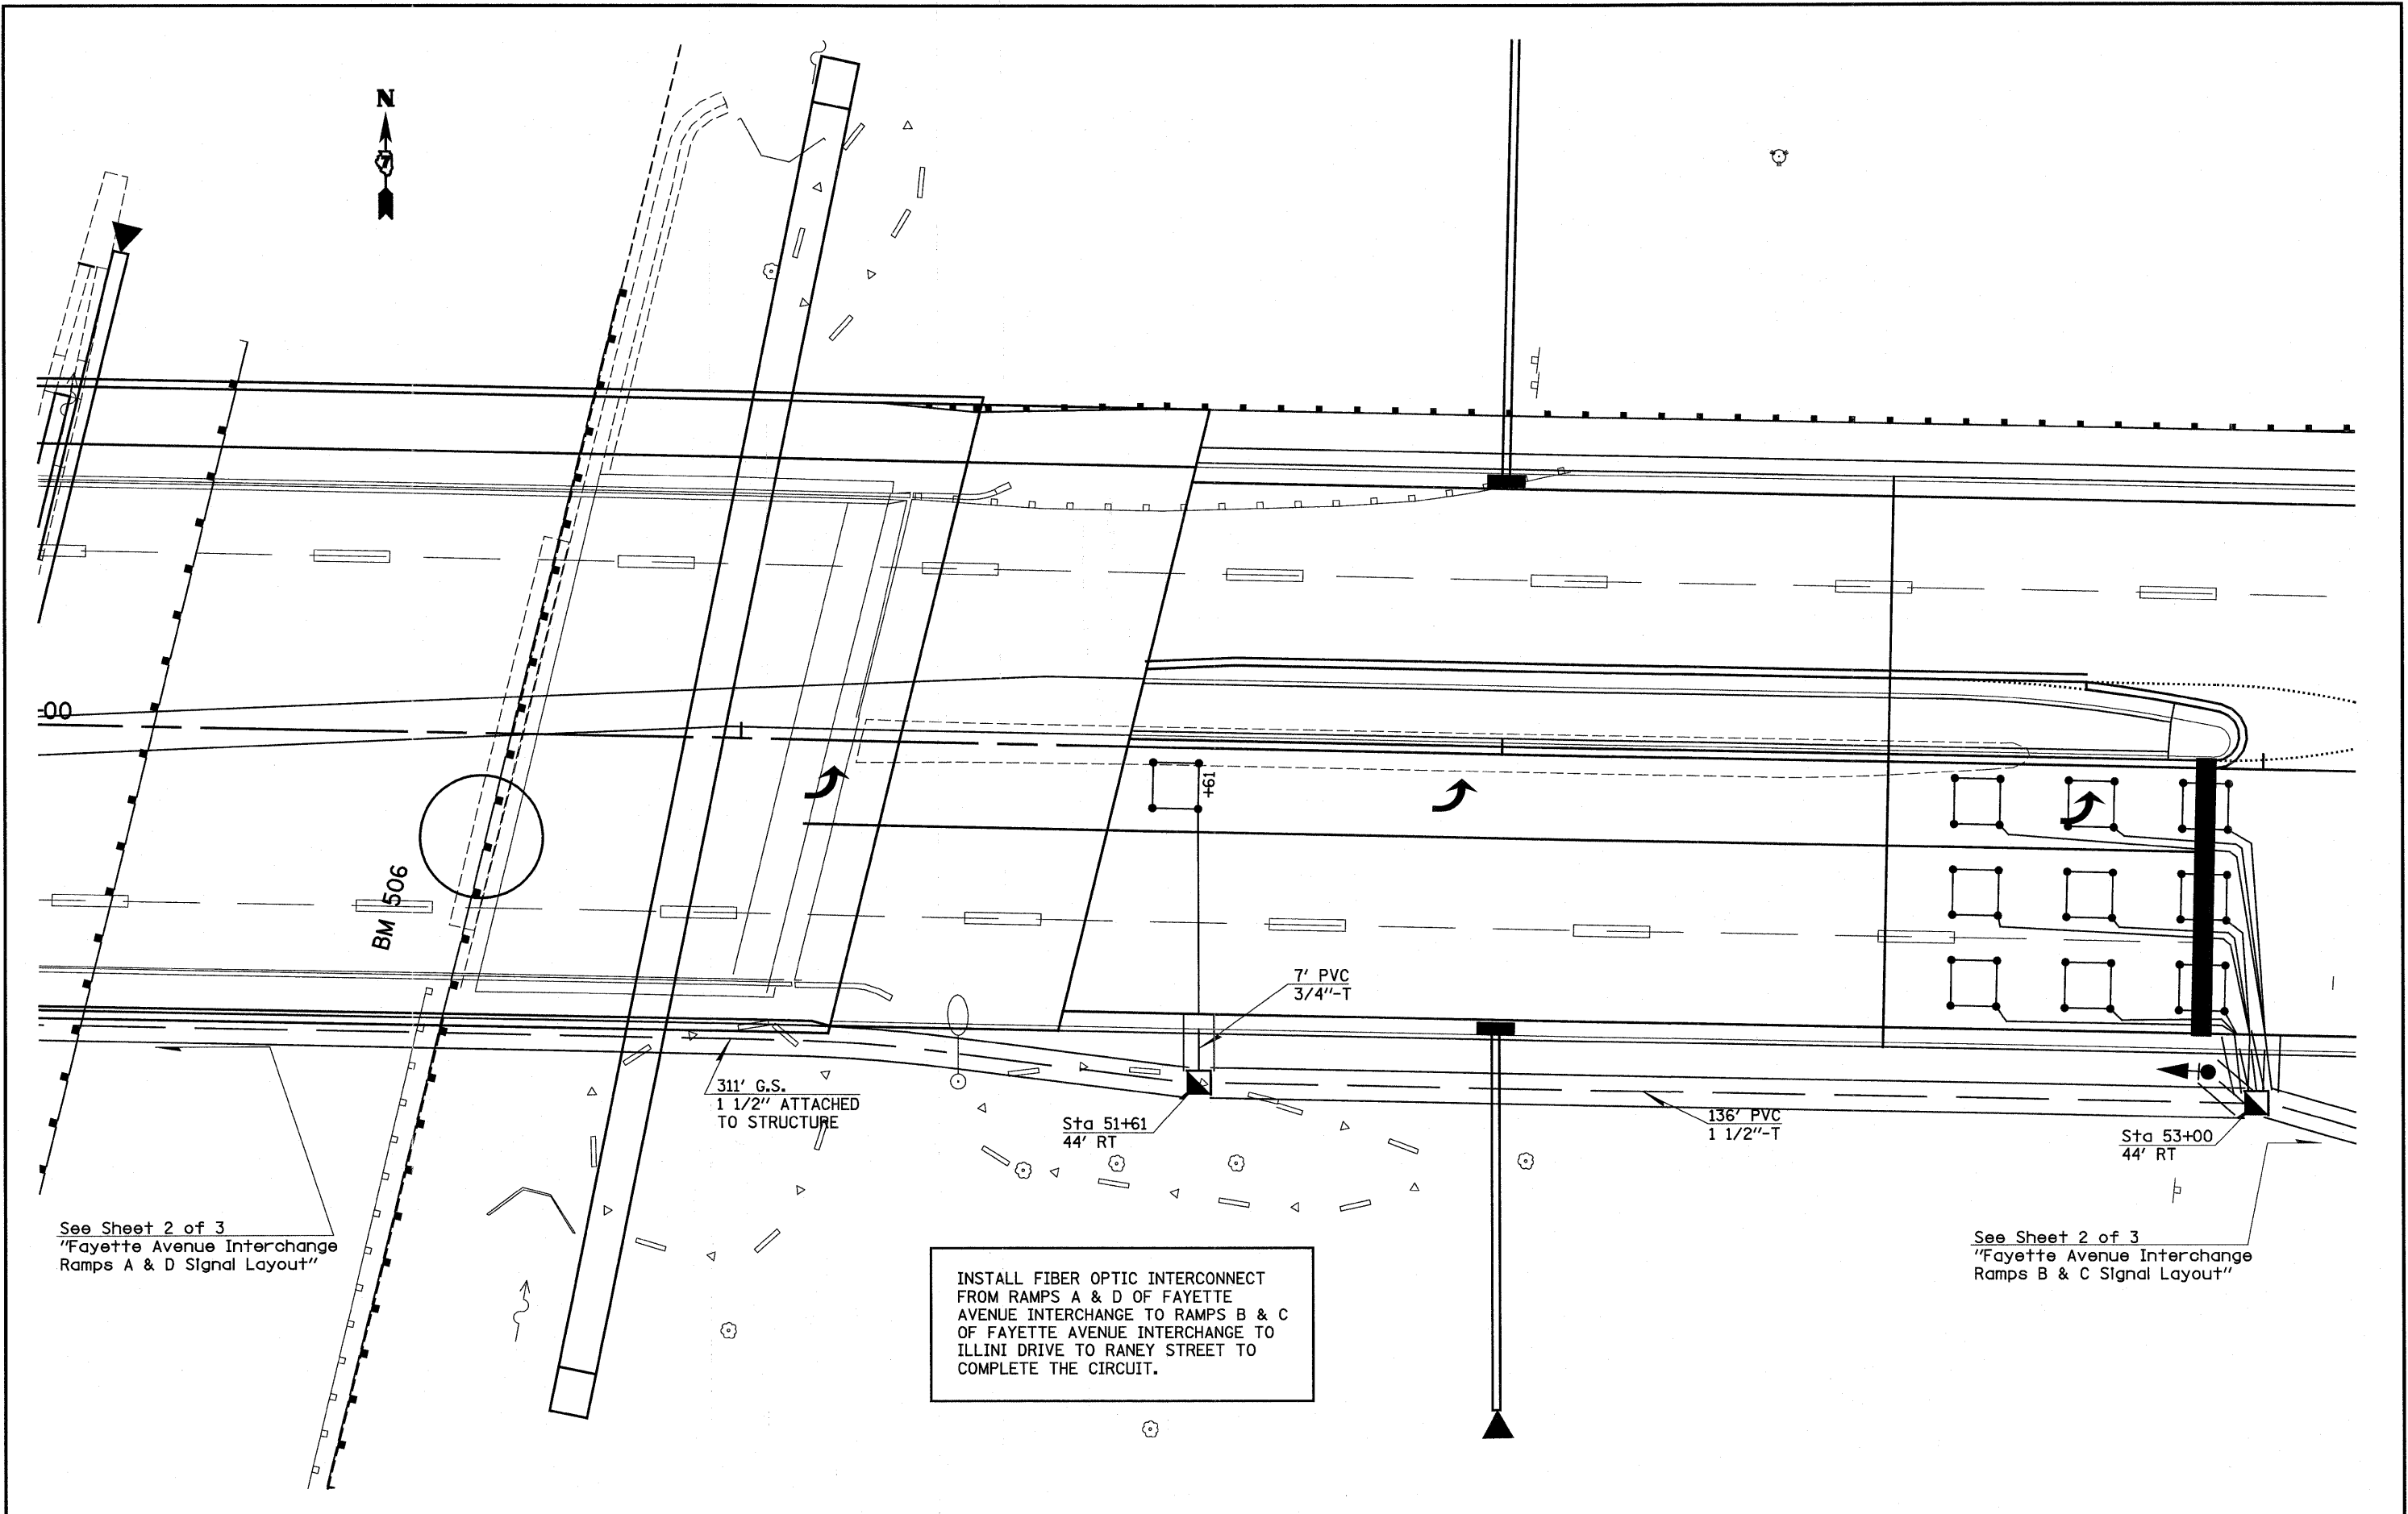 N
7
00
BM 506
+61
7' PVC
3/4"-T
311' G.S.
1 1/2" ATTACHED
TO STRUCTURE
Sta 51+61
44' RT
136' PVC
1 1/2"-T
Sta 53+00
44' RT
See Sheet 2 of 3
"Fayette Avenue Interchange
Ramps A & D Signal Layout"
See Sheet 2 of 3
"Fayette Avenue Interchange
Ramps B & C Signal Layout"
INSTALL FIBER OPTIC INTERCONNECT
FROM RAMPS A & D OF FAYETTE
AVENUE INTERCHANGE TO RAMPS B & C
OF FAYETTE AVENUE INTERCHANGE TO
ILLINI DRIVE TO RANEY STREET TO
COMPLETE THE CIRCUIT.